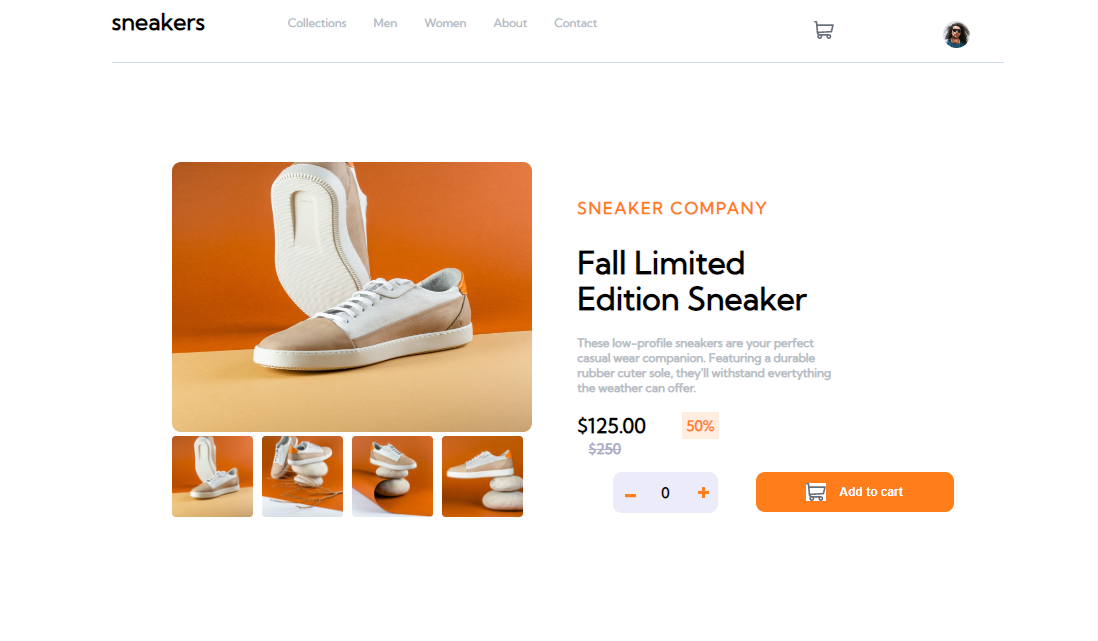 sneakers
Collections Men Women About Contact
SNEAKER COMPANY
Fall Limited
Edition Sneaker
These low-profile sneakers are your perfect
casual wear companion. Featuring a durable
rubber cuter sole, they'll withstand evertything
the weather can offer.
$125.00 50%
$250
- 0 +
Add to cart